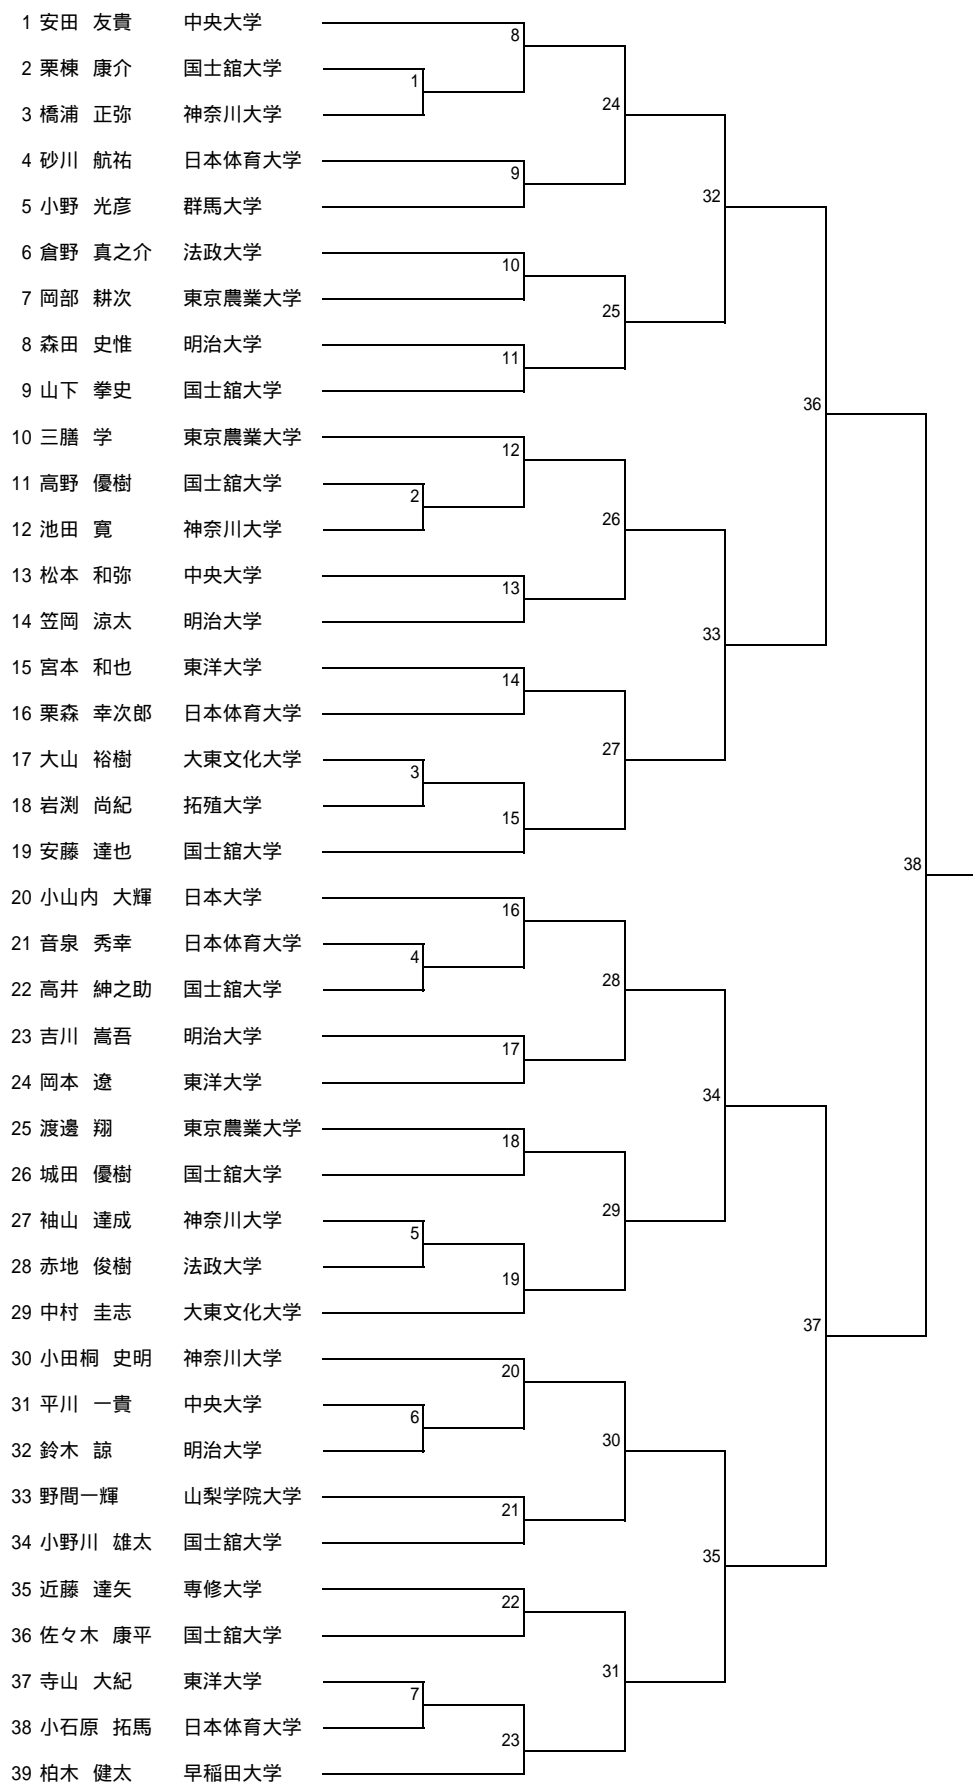 1 安田 友貴 中央大学
8
2 栗棟 康介 国士舘大学
1
24
3 橋浦 正弥 神奈川大学
4 砂川 航祐 日本体育大学
9
32
5 小野 光彦 群馬大学
6 倉野 真之介 法政大学
10
7 岡部 耕次 東京農業大学
25
8 森田 史惟 明治大学
11
9 山下 拳史 国士舘大学
36
10 三膳 学 東京農業大学
12
11 高野 優樹 国士舘大学
2
26
12 池田 寛 神奈川大学
13 松本 和弥 中央大学
13
14 笠岡 涼太 明治大学
33
15 宮本 和也 東洋大学
14
16 栗森 幸次郎 日本体育大学
27
17 大山 裕樹 大東文化大学
3
18 岩渕 尚紀 拓殖大学
15
19 安藤 達也 国士舘大学
38
20 小山内 大輝 日本大学
16
21 音泉 秀幸 日本体育大学
4
28
22 高井 紳之助 国士舘大学
23 吉川 嵩吾 明治大学
17
24 岡本 遼 東洋大学
34
25 渡邊 翔 東京農業大学
18
26 城田 優樹 国士舘大学
29
27 袖山 達成 神奈川大学
5
28 赤地 俊樹 法政大学
19
29 中村 圭志 大東文化大学
37
30 小田桐 史明 神奈川大学
20
31 平川 一貴 中央大学
6
30
32 鈴木 諒 明治大学
33 野間一輝 山梨学院大学
21
34 小野川 雄太 国士舘大学
35
35 近藤 達矢 専修大学
22
36 佐々木 康平 国士舘大学
31
37 寺山 大紀 東洋大学
7
38 小石原 拓馬 日本体育大学
23
39 柏木 健太 早稲田大学